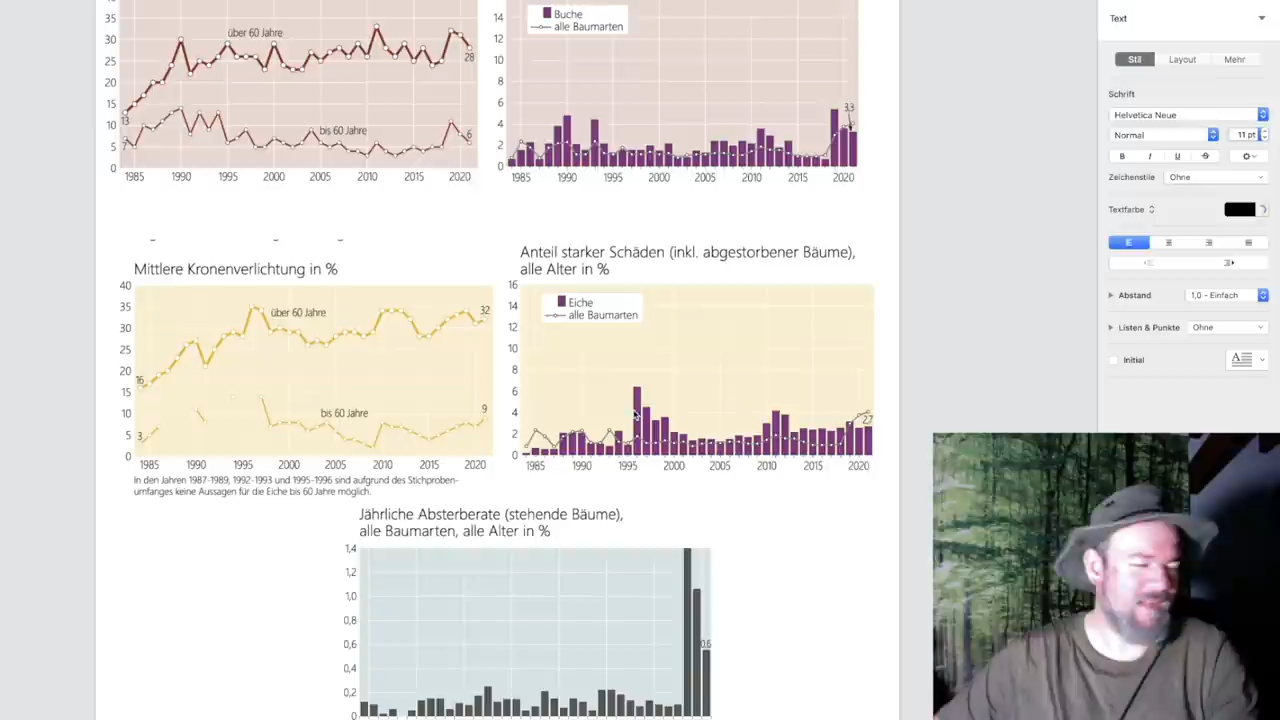 Buche
alle Baumarten
über 60 Jahre
bis 60 Jahre
35
30
25
20
15
10
5
0
13
7
28
6
1985 1990 1995 2000 2005 2010 2015 2020
14
12
10
8
6
4
2
0
3,3
1985 1990 1995 2000 2005 2010 2015 2020
Mittlere Kronenverlichtung in %
40
35
30
25
20
15
10
5
0
über 60 Jahre
bis 60 Jahre
16
3
32
9
1985 1990 1995 2000 2005 2010 2015 2020
In den Jahren 1987-1989, 1992-1993 und 1995-1996 sind aufgrund des Stichproben-
umfanges keine Aussagen für die Eiche bis 60 Jahre möglich.
Anteil starker Schäden (inkl. abgestorbener Bäume),
alle Alter in %
16
14
12
10
8
6
4
2
0
Eiche
alle Baumarten
2,7
1985 1990 1995 2000 2005 2010 2015 2020
Jährliche Absterberate (stehende Bäume),
alle Baumarten, alle Alter in %
1,4
1,2
1,0
0,8
0,6
0,4
0,2
0
0,6
Text
Stil Layout Mehr
Schrift
Helvetica Neue
Normal 11 pt
B I U S
Zeichenstile Ohne
Textfarbe
Abstand 1,0 - Einfach
Listen & Punkte Ohne
Initial